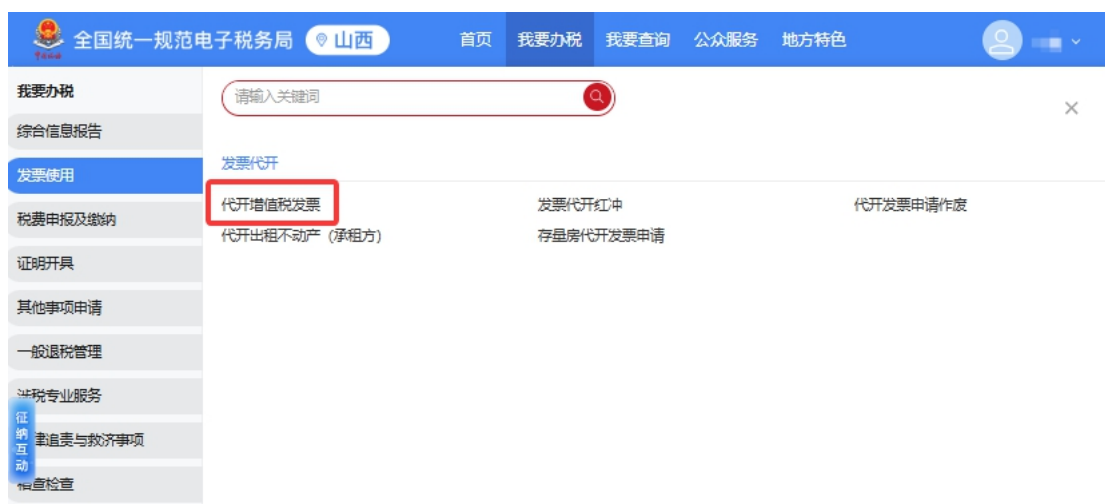 全国统一规范电子税务局 山西 首页 我要办税 我要查询 公众服务 地方特色
我要办税
综合信息报告
发票使用
税费申报及缴纳
证明开具
其他事项申请
一般退税管理
涉税专业服务
律追责与救济事项
稽查检查
征纳互动
请输入关键词
发票代开
代开增值税发票 发票代开红冲 代开发票申请作废
代开出租不动产（承租方） 存量房代开发票申请